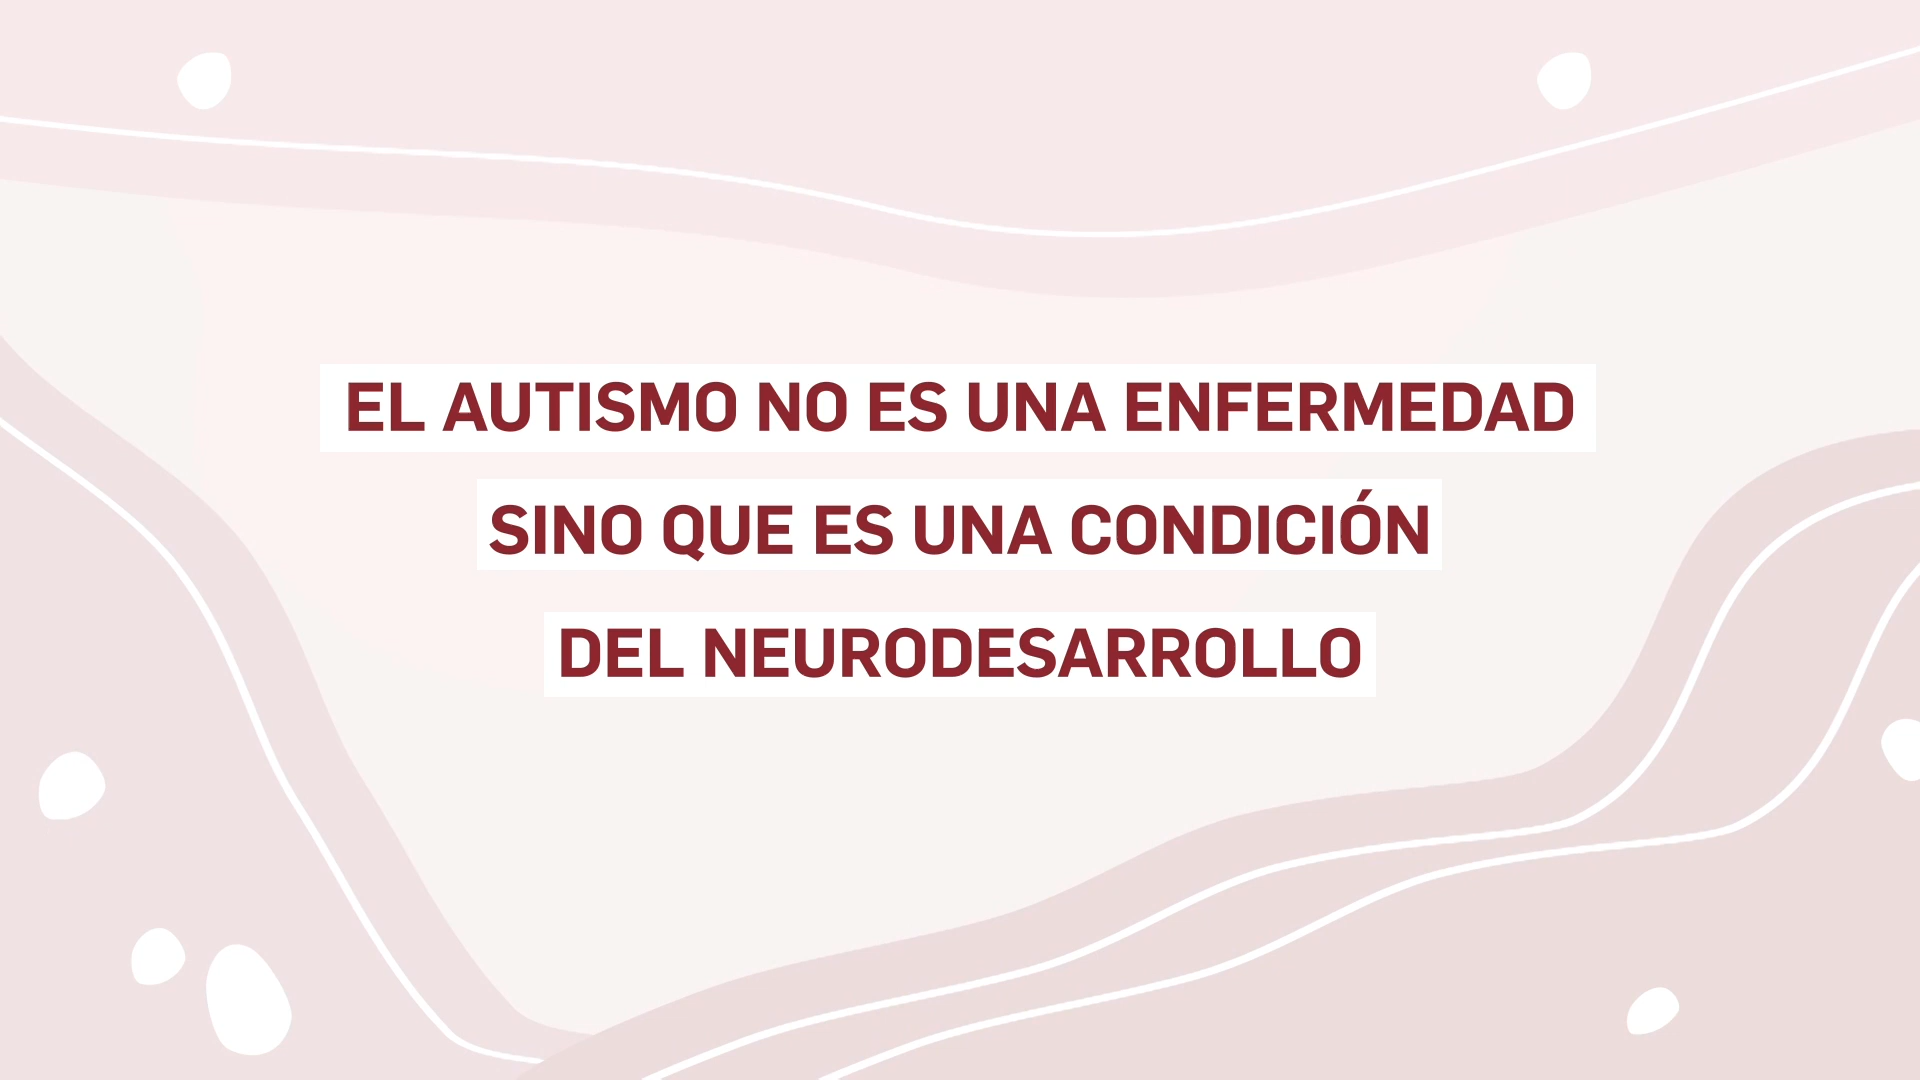 EL AUTISMO NO ES UNA ENFERMEDAD
SINO QUE ES UNA CONDICIÓN
DEL NEURODESARROLLO